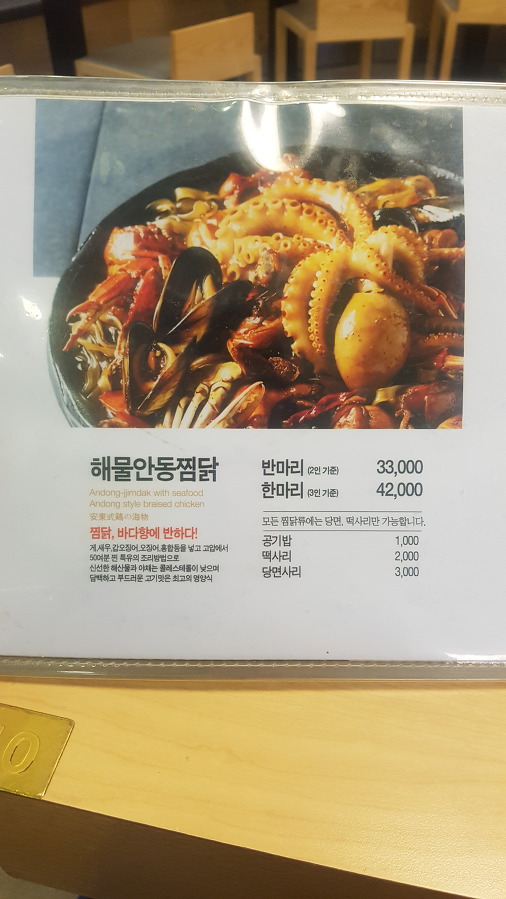 해물안동찜닭
Andong-jjimdak with seafood
Andong style braised chicken
安東式鶏の海物
찜닭, 바다향에 반하다!
게,새우,갑오징어,오징어,홍합등을 넣고 고압에서
50여분 찐 특유의 조리방법으로
신선한 해산물과 야채는 콜레스테롤이 낮으며
담백하고 부드러운 고기맛은 최고의 영양식
반마리 (2인 기준) 33,000
한마리 (3인 기준) 42,000
모든 찜닭류에는 당면, 떡사리만 가능합니다.
공기밥 1,000
떡사리 2,000
당면사리 3,000